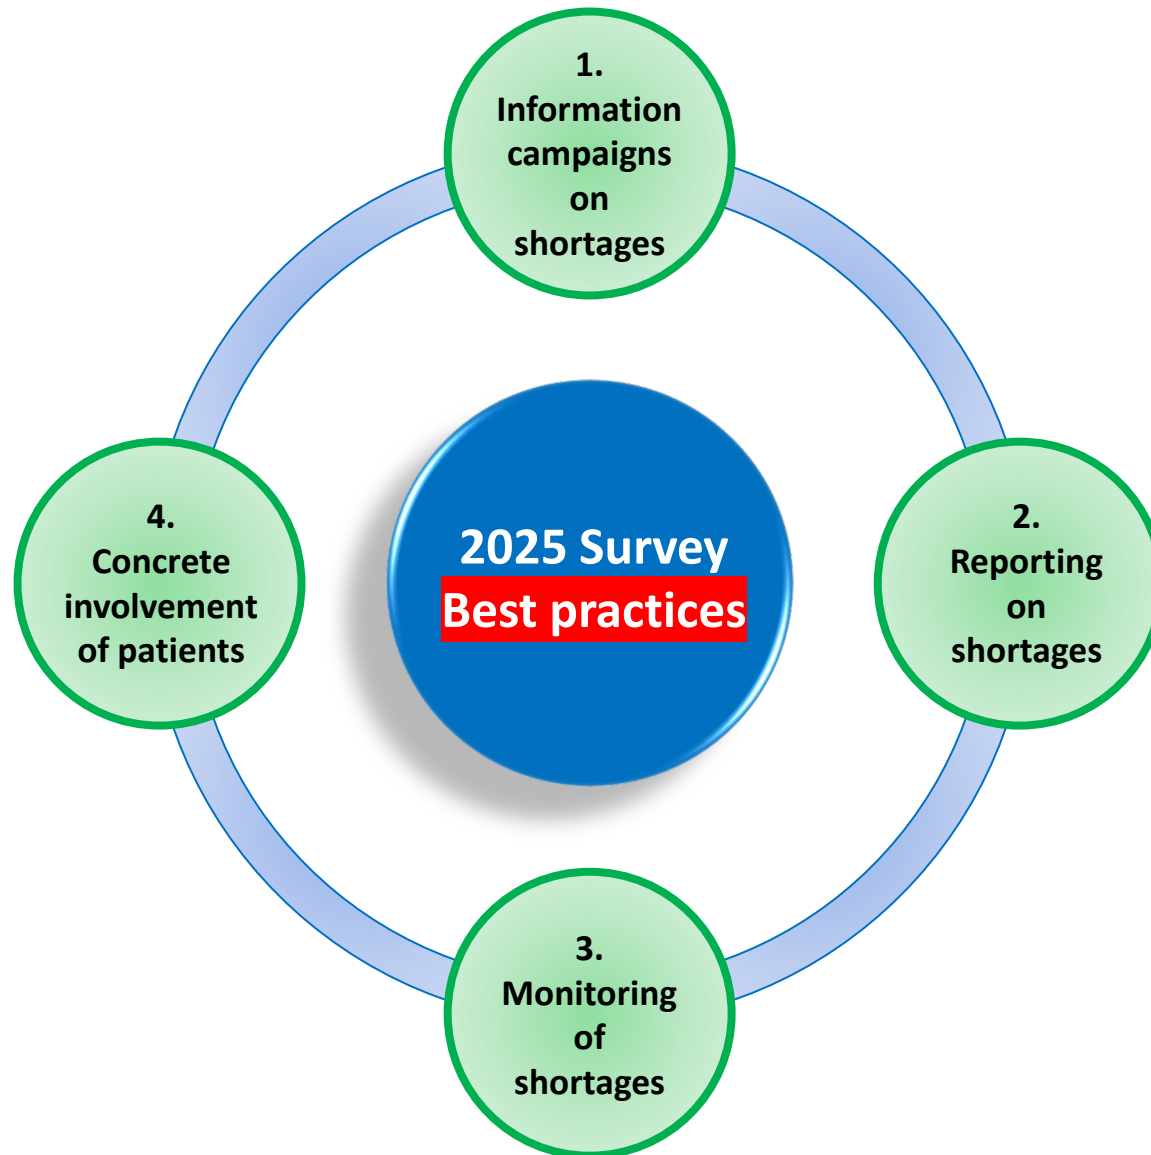 1.
Information
campaigns
on
shortages
2025 Survey
Best practices
2.
Reporting
on
shortages
3.
Monitoring
of
shortages
4.
Concrete
involvement
of patients